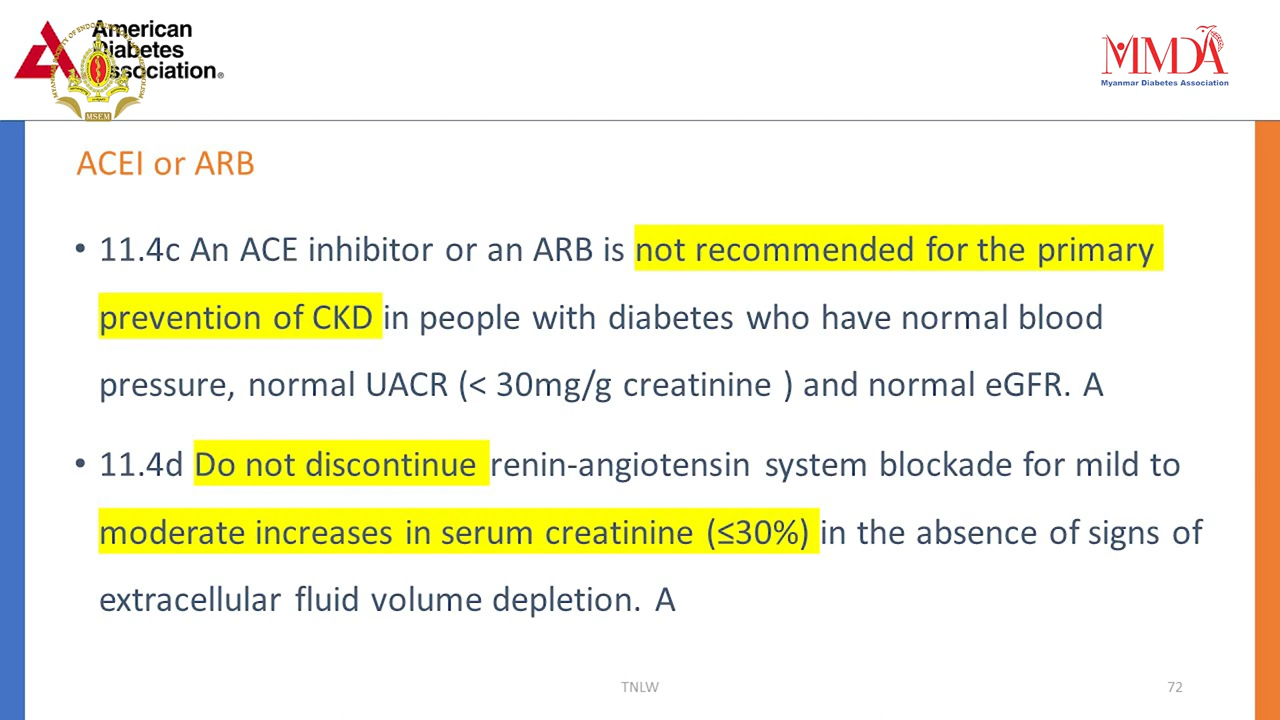 American
Diabetes
Association®
MSEM
MMDA
Myanmar Diabetes Association
ACEI or ARB
• 11.4c An ACE inhibitor or an ARB is not recommended for the primary
prevention of CKD in people with diabetes who have normal blood
pressure, normal UACR (< 30mg/g creatinine ) and normal eGFR. A
• 11.4d Do not discontinue renin-angiotensin system blockade for mild to
moderate increases in serum creatinine (≤30%) in the absence of signs of
extracellular fluid volume depletion. A
TNLW
72